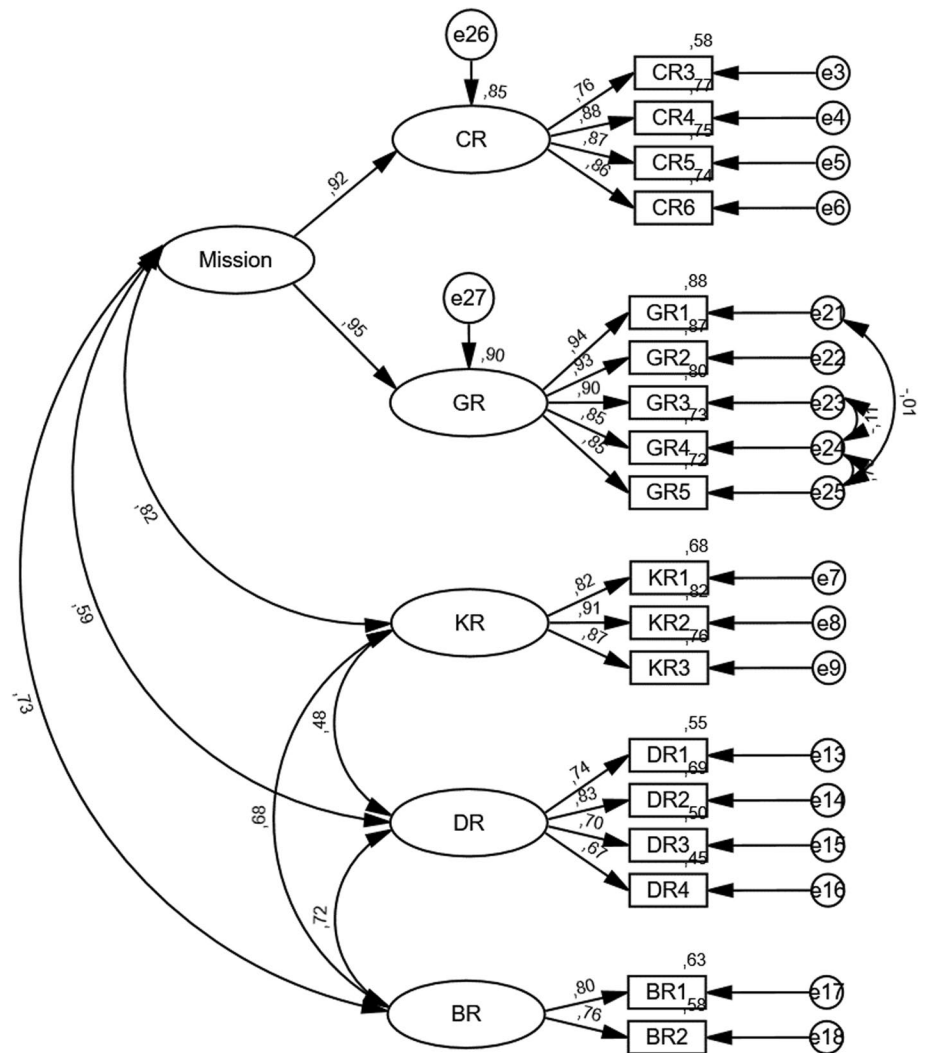 e26
,58
CR3
e3
,85
,76
,77
CR
,88
CR4
e4
,87
,75
CR5
e5
,86
,74
CR6
e6
,92
Mission
,95
e27
,90
GR
,88
GR1
e21
,94
,87
GR2
e22
,93
,80
,90
GR3
e23
,85
,73
GR4
e24
,85
,72
GR5
e25
-,01
-,11
,82
,59
,73
,68
KR1
e7
,82
,82
KR
,91
KR2
e8
,87
,76
KR3
e9
,48
,68
,55
DR1
e13
,74
,69
,83
DR2
e14
DR
,70
,50
DR3
e15
,67
,45
DR4
e16
,72
,63
,80
BR1
e17
BR
,76
,58
BR2
e18